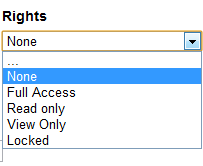 Rights
None
...
None
Full Access
Read only
View Only
Locked